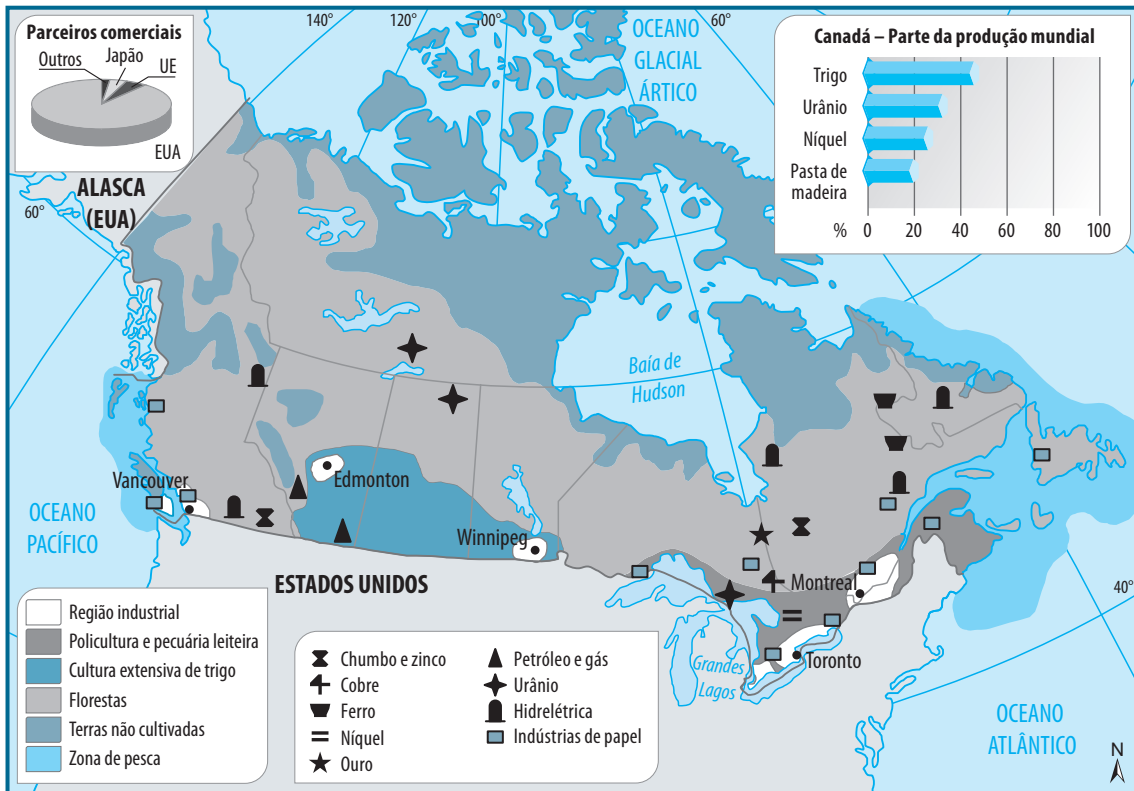 140°
120°
100°
60°
Parceiros comerciais
Outros
Japão
UE
EUA
OCEANO
GLACIAL
ÁRTICO
Canadá – Parte da produção mundial
Trigo
Urânio
Níquel
Pasta de
madeira
% 0 20 40 60 80 100
ALASCA
(EUA)
60°
Baía de
Hudson
Vancouver
Edmonton
Winnipeg
OCEANO
PACÍFICO
ESTADOS UNIDOS
Montreal
Toronto
Grandes
Lagos
40°
OCEANO
ATLÂNTICO
N
Região industrial
Policultura e pecuária leiteira
Cultura extensiva de trigo
Florestas
Terras não cultivadas
Zona de pesca
Chumbo e zinco
Cobre
Ferro
Níquel
Ouro
Petróleo e gás
Urânio
Hidrelétrica
Indústrias de papel